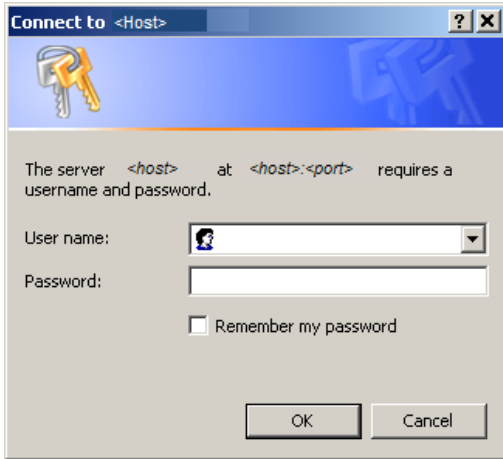 Connect to <Host>
The server <host> at <host>:<port> requires a
username and password.
User name:
Password:
Remember my password
OK Cancel